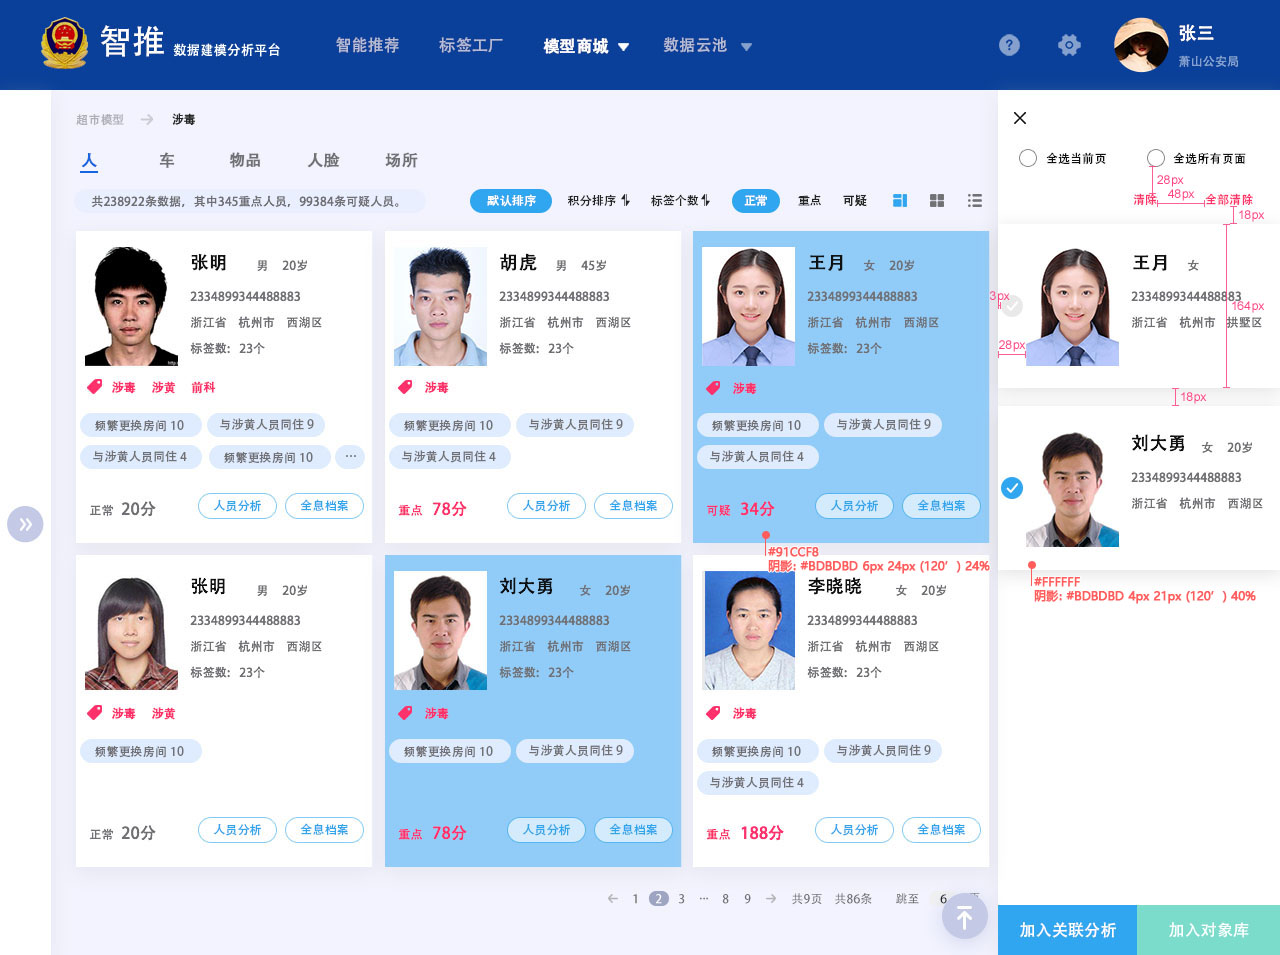 智推 数据建模分析平台 智能推荐 标签工厂 模型商城 数据云池 ? 张三
萧山公安局
超市模型 涉毒
人 车 物品 人脸 场所
全选当前页 全选所有页面
28px
共238922条数据，其中345重点人员，99384条可疑人员。 默认排序 积分排序 标签个数 正常 重点 可疑
清除 48px 全部清除
18px
张明 男 20岁
2334899344488883
浙江省 杭州市 西湖区
标签数：23个
涉毒 涉黄 前科
频繁更换房间 10 与涉黄人员同住 9
与涉黄人员同住 4 频繁更换房间 10 ···
正常 20分 人员分析 全息档案
胡虎 男 45岁
2334899344488883
浙江省 杭州市 西湖区
标签数：23个
涉毒
频繁更换房间 10 与涉黄人员同住 9
与涉黄人员同住 4
重点 78分 人员分析 全息档案
王月 女 20岁
2334899344488883
浙江省 杭州市 西湖区
标签数：23个
涉毒
频繁更换房间 10 与涉黄人员同住 9
与涉黄人员同住 4
可疑 34分 人员分析 全息档案
#91CCF8
阴影: #BDBDBD 6px 24px (120°) 24%
张明 男 20岁
2334899344488883
浙江省 杭州市 西湖区
标签数：23个
涉毒 涉黄
频繁更换房间 10
正常 20分 人员分析 全息档案
刘大勇 女 20岁
2334899344488883
浙江省 杭州市 西湖区
标签数：23个
涉毒
频繁更换房间 10 与涉黄人员同住 9
重点 78分 人员分析 全息档案
李晓晓 女 20岁
2334899344488883
浙江省 杭州市 西湖区
标签数：23个
涉毒
频繁更换房间 10 与涉黄人员同住 9
与涉黄人员同住 4
重点 188分 人员分析 全息档案
1 2 3 ··· 8 9 共9页 共86条 跳至 6
王月 女
3px
2334899344488883
164px
浙江省 杭州市 拱墅区
28px
18px
刘大勇 女 20岁
2334899344488883
浙江省 杭州市 西湖区
#FFFFFF
阴影: #BDBDBD 4px 21px (120°) 40%
加入关联分析 加入对象库